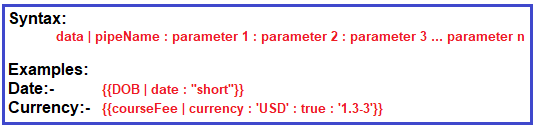 Syntax:
data | pipeName : parameter 1 : parameter 2 : parameter 3 ... parameter n
Examples:
Date:- {{DOB | date : "short"}}
Currency:- {{courseFee | currency : 'USD' : true : '1.3-3'}}